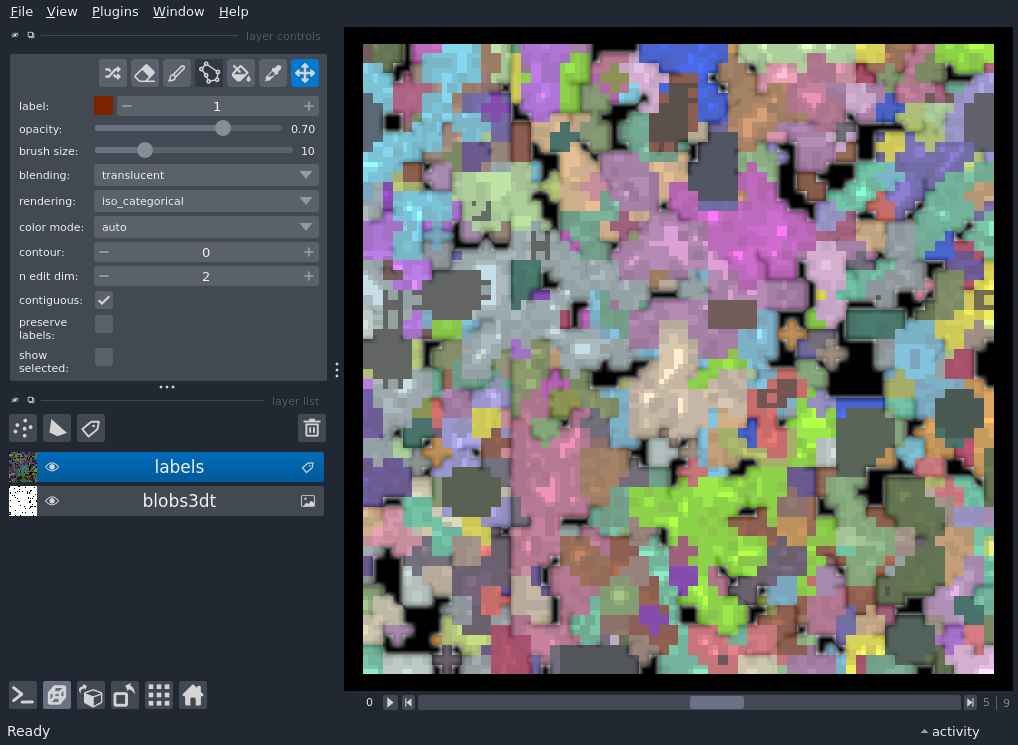 File View Plugins Window Help
layer controls
label: 1
opacity: 0.70
brush size: 10
blending: translucent
rendering: iso_categorical
color mode: auto
contour: 0
n edit dim: 2
contiguous:
preserve
labels:
show
selected:
layer list
labels
blobs3dt
0 5 9
Ready activity